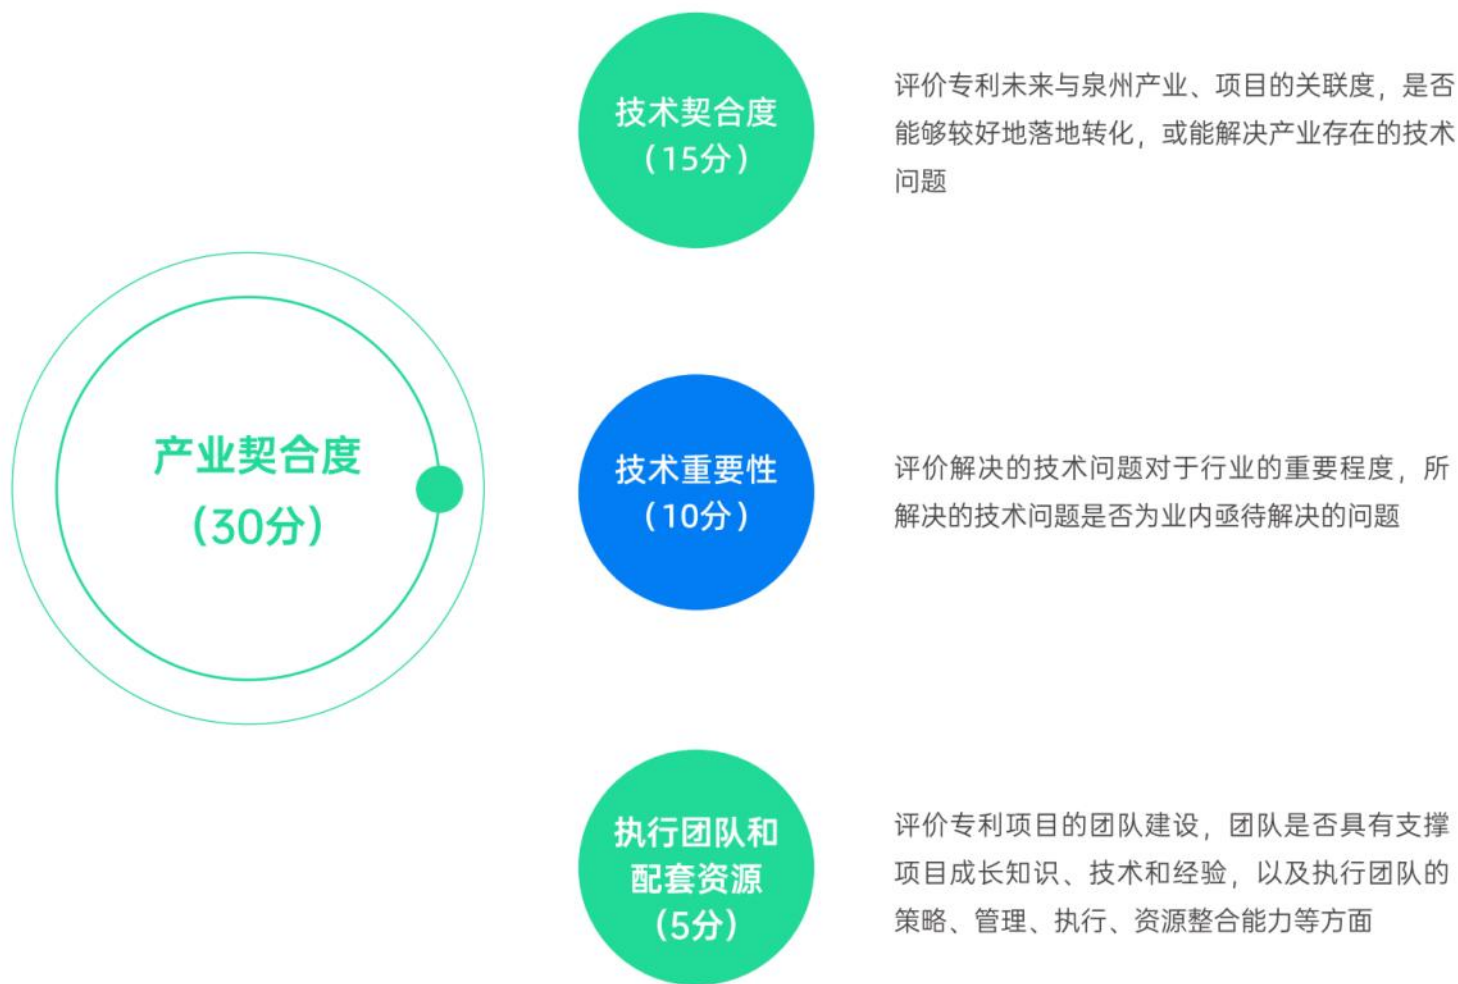 产业契合度
（30分）
技术契合度
（15分）
评价专利未来与泉州产业、项目的关联度，是否
能够较好地落地转化，或能解决产业存在的技术
问题
技术重要性
（10分）
评价解决的技术问题对于行业的重要程度，所
解决的技术问题是否为业内亟待解决的问题
执行团队和
配套资源
（5分）
评价专利项目的团队建设，团队是否具有支撑
项目成长知识、技术和经验，以及执行团队的
策略、管理、执行、资源整合能力等方面